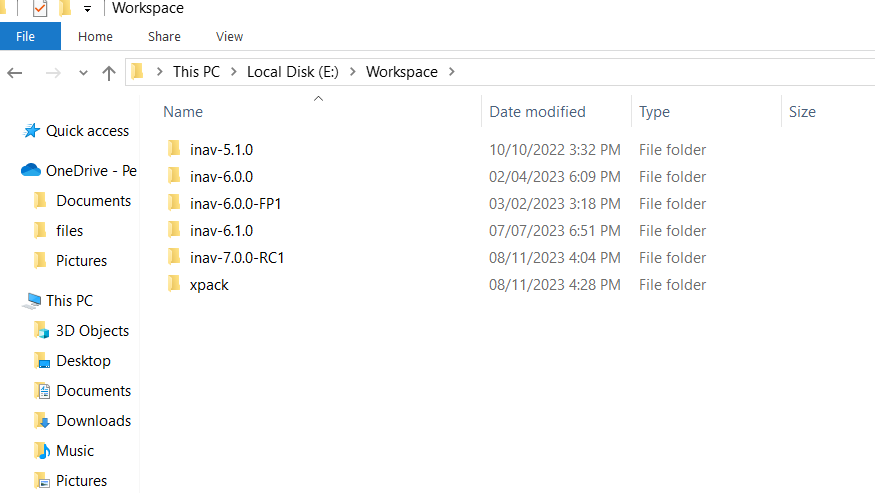 Workspace
File Home Share View
This PC Local Disk (E:) Workspace
Name Date modified Type Size
Quick access
OneDrive - Pe
Documents
files
Pictures
This PC
3D Objects
Desktop
Documents
Downloads
Music
Pictures
inav-5.1.0 10/10/2022 3:32 PM File folder
inav-6.0.0 02/04/2023 6:09 PM File folder
inav-6.0.0-FP1 03/02/2023 3:18 PM File folder
inav-6.1.0 07/07/2023 6:51 PM File folder
inav-7.0.0-RC1 08/11/2023 4:04 PM File folder
xpack 08/11/2023 4:28 PM File folder